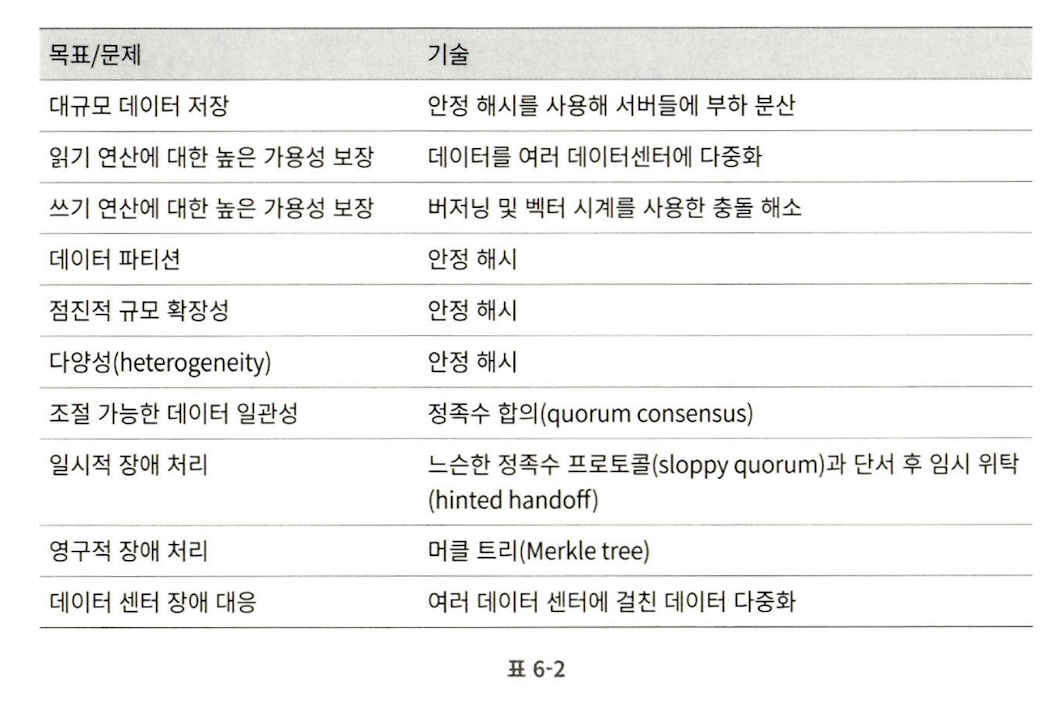 목표/문제 기술
대규모 데이터 저장 안정 해시를 사용해 서버들에 부하 분산
읽기 연산에 대한 높은 가용성 보장 데이터를 여러 데이터센터에 다중화
쓰기 연산에 대한 높은 가용성 보장 버저닝 및 벡터 시계를 사용한 충돌 해소
데이터 파티션 안정 해시
점진적 규모 확장성 안정 해시
다양성(heterogeneity) 안정 해시
조절 가능한 데이터 일관성 정족수 합의(quorum consensus)
일시적 장애 처리 느슨한 정족수 프로토콜(sloppy quorum)과 단서 후 임시 위탁
(hinted handoff)
영구적 장애 처리 머클 트리(Merkle tree)
데이터 센터 장애 대응 여러 데이터 센터에 걸친 데이터 다중화
표 6-2